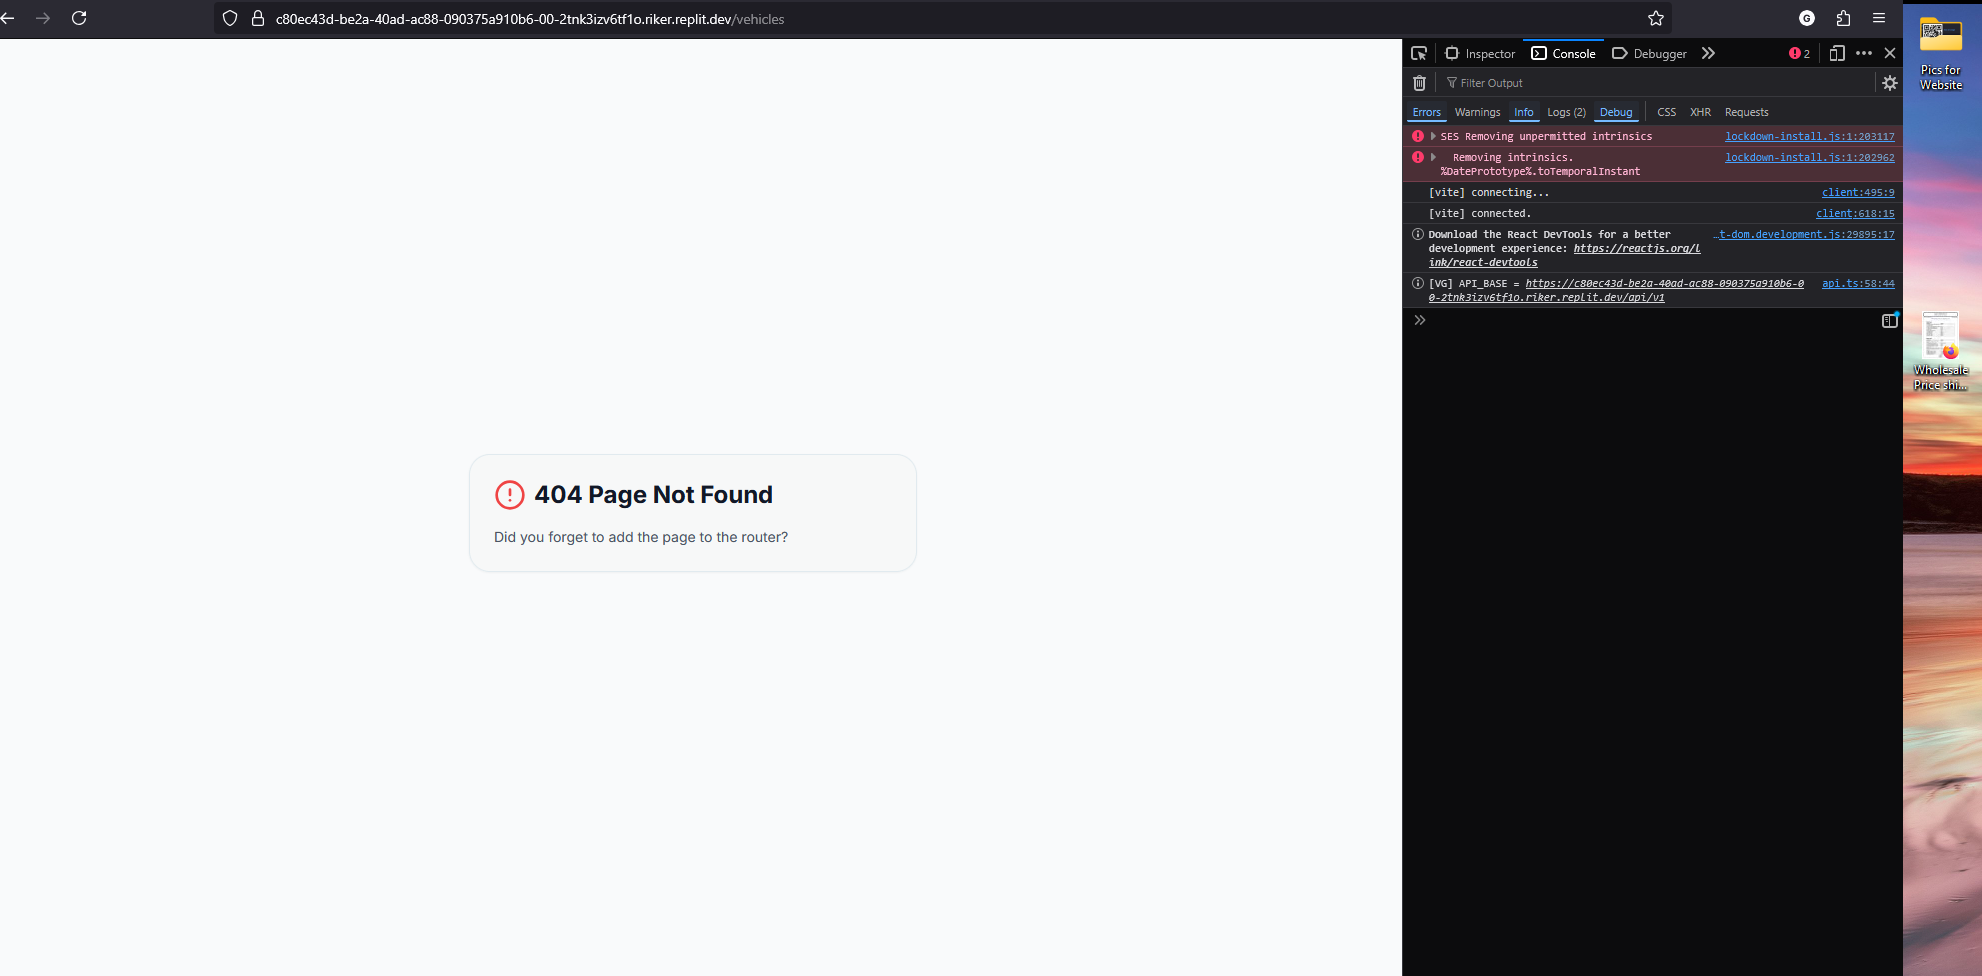 c80ec43d-be2a-40ad-ac88-090375a910b6-00-2tnk3izv6tf1o.riker.replit.dev/vehicles
G
404 Page Not Found
Did you forget to add the page to the router?
Inspector Console Debugger 2
Filter Output
Errors Warnings Info Logs (2) Debug CSS XHR Requests
SES Removing unpermitted intrinsics lockdown-install.js:1:203117
Removing intrinsics. lockdown-install.js:1:202962
%DatePrototype%.toTemporalInstant
[vite] connecting... client:495:9
[vite] connected. client:618:15
Download the React DevTools for a better …t-dom.development.js:29895:17
development experience: https://reactjs.org/l
ink/react-devtools
[VG] API_BASE = https://c80ec43d-be2a-40ad-ac88-090375a910b6-0 api.ts:58:44
0-2tnk3izv6tf1o.riker.replit.dev/api/v1
Pics for
Website
Wholesale
Price shi...